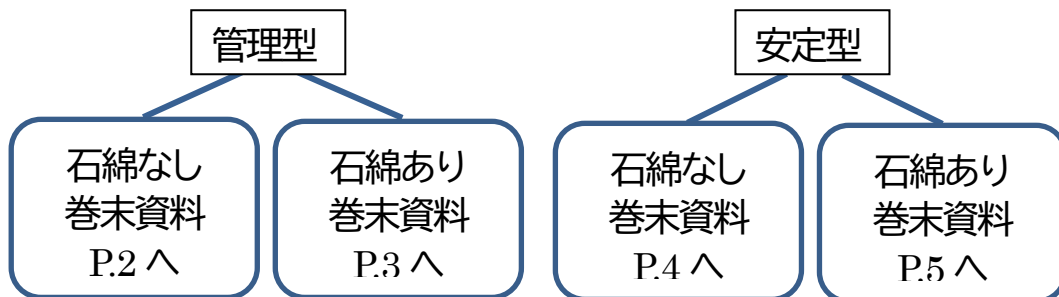 管理型
安定型
石綿なし
巻末資料
P.2 へ
石綿あり
巻末資料
P.3 へ
石綿なし
巻末資料
P.4 へ
石綿あり
巻末資料
P.5 へ